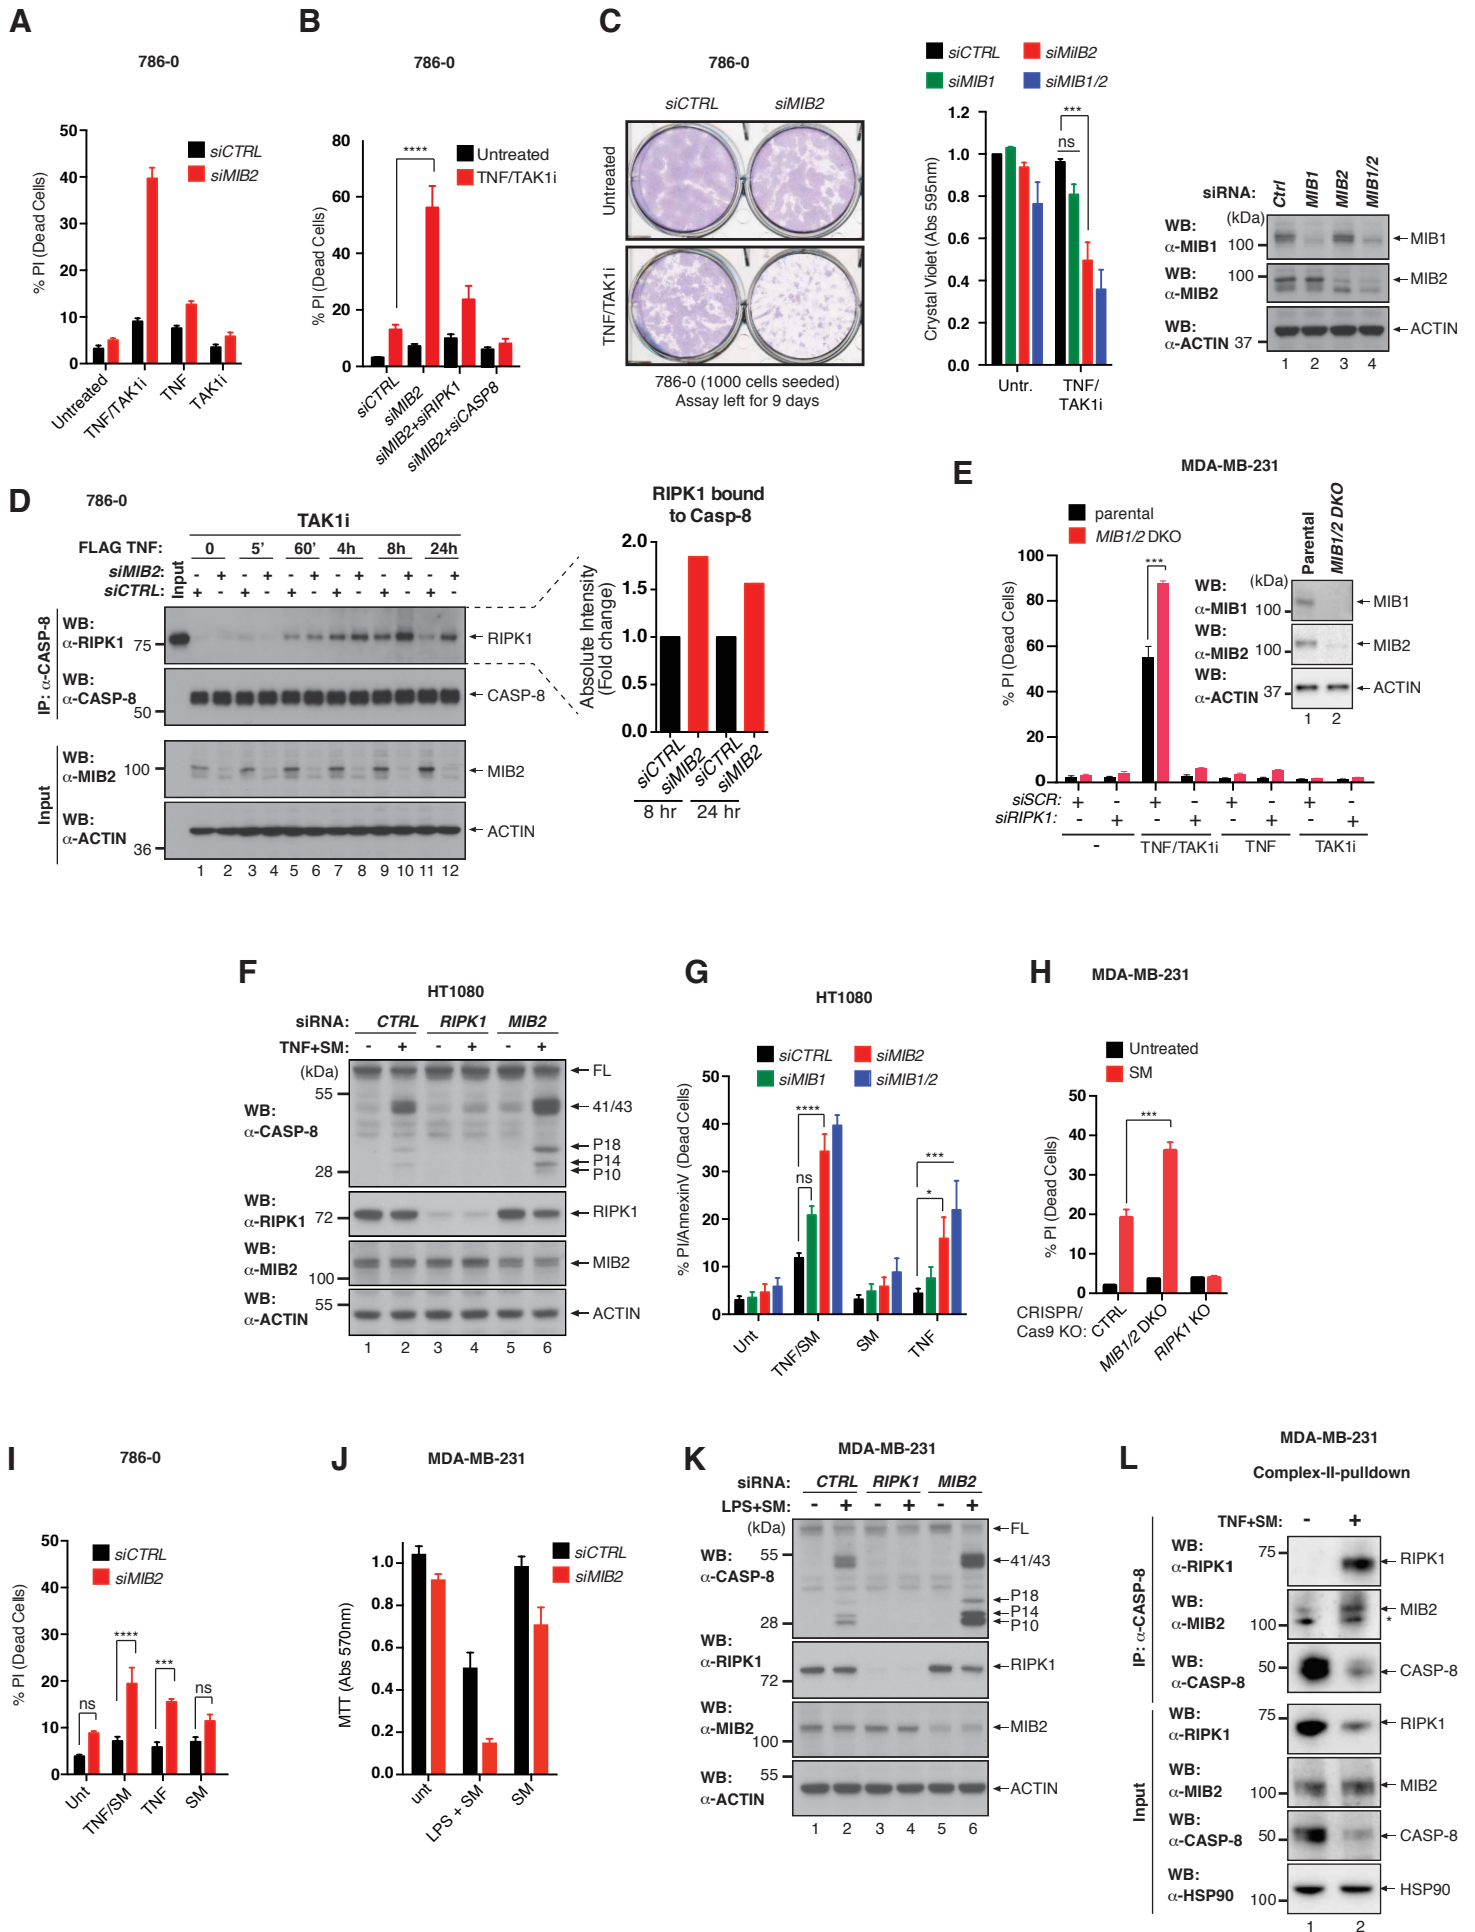 A
786-0
% PI (Dead Cells)
50
40
30
20
10
0
siCTRL
siMIB2
Untreated
TNF/TAK1i
TNF
TAK1i
B
786-0
% PI (Dead Cells)
80
60
40
20
0
****
Untreated
TNF/TAK1i
siCTRL
siMIB2
siMIB2+siRIPK1
siMIB2+siCASP8
C
786-0
siCTRL
siMIB2
Untreated
TNF/TAK1i
786-0 (1000 cells seeded)
Assay left for 9 days
siCTRL
siMIB1
siMilB2
siMIB1/2
Crystal Violet (Abs 595nm)
1.2
1.0
0.8
0.6
0.4
0.2
0.0
***
ns
Untr.
TNF/
TAK1i
siRNA:
Ctrl
MIB1
MIB2
MIB1/2
(kDa)
WB:
α-MIB1
100
MIB1
WB:
α-MIB2
100
MIB2
WB:
α-ACTIN
37
ACTIN
1 2 3 4
D
786-0
TAK1i
FLAG TNF: 0 5' 60' 4h 8h 24h
siMIB2: - + - + - + - + - + - +
siCTRL: + - + - + - + - + - + -
Input
IP: α-CASP-8
WB:
α-RIPK1
75
RIPK1
WB:
α-CASP-8
50
CASP-8
Input
WB:
α-MIB2
100
MIB2
WB:
α-ACTIN
36
ACTIN
1 2 3 4 5 6 7 8 9 10 11 12
RIPK1 bound
to Casp-8
Absolute Intensity
(Fold change)
2.0
1.5
1.0
0.5
0.0
siCTRL
siMIB2
siCTRL
siMIB2
8 hr
24 hr
E
MDA-MB-231
parental
MIB1/2 DKO
% PI (Dead Cells)
100
80
60
40
20
0
***
siSCR: + - + - + - + -
siRIPK1: - + - + - + - +
-
TNF/TAK1i
TNF
TAK1i
Parental
MIB1/2 DKO
WB:
α-MIB1
(kDa)
100
MIB1
WB:
α-MIB2
100
MIB2
WB:
α-ACTIN
37
ACTIN
1 2
F
HT1080
siRNA: CTRL RIPK1 MIB2
TNF+SM: - + - + - +
(kDa)
FL
55
WB:
α-CASP-8
41/43
P18
P14
P10
28
WB:
α-RIPK1
72
RIPK1
WB:
α-MIB2
100
MIB2
WB:
α-ACTIN
55
ACTIN
1 2 3 4 5 6
G
HT1080
siCTRL
siMIB1
siMIB2
siMIB1/2
% PI/AnnexinV (Dead Cells)
50
40
30
20
10
0
****
ns
***
*
Unt
TNF/SM
SM
TNF
H
MDA-MB-231
Untreated
SM
% PI (Dead Cells)
50
40
30
20
10
0
***
CRISPR/
Cas9 KO:
CTRL
MIB1/2 DKO
RIPK1 KO
I
786-0
siCTRL
siMIB2
% PI (Dead Cells)
50
40
30
20
10
0
ns
****
***
ns
Unt
TNF/SM
TNF
SM
J
MDA-MB-231
siCTRL
siMIB2
MTT (Abs 570nm)
1.0
0.8
0.6
0.4
0.2
0.0
unt
LPS + SM
SM
K
MDA-MB-231
siRNA: CTRL RIPK1 MIB2
LPS+SM: - + - + - +
(kDa)
FL
WB:
α-CASP-8
55
41/43
P18
P14
P10
28
WB:
α-RIPK1
72
RIPK1
WB:
α-MIB2
100
MIB2
WB:
α-ACTIN
55
ACTIN
1 2 3 4 5 6
L
MDA-MB-231
Complex-II-pulldown
TNF+SM: - +
IP: α-CASP-8
WB:
α-RIPK1
75
RIPK1
WB:
α-MIB2
100
MIB2
*
WB:
α-CASP-8
50
CASP-8
Input
WB:
α-RIPK1
75
RIPK1
WB:
α-MIB2
100
MIB2
WB:
α-CASP-8
50
CASP-8
WB:
α-HSP90
100
HSP90
1 2